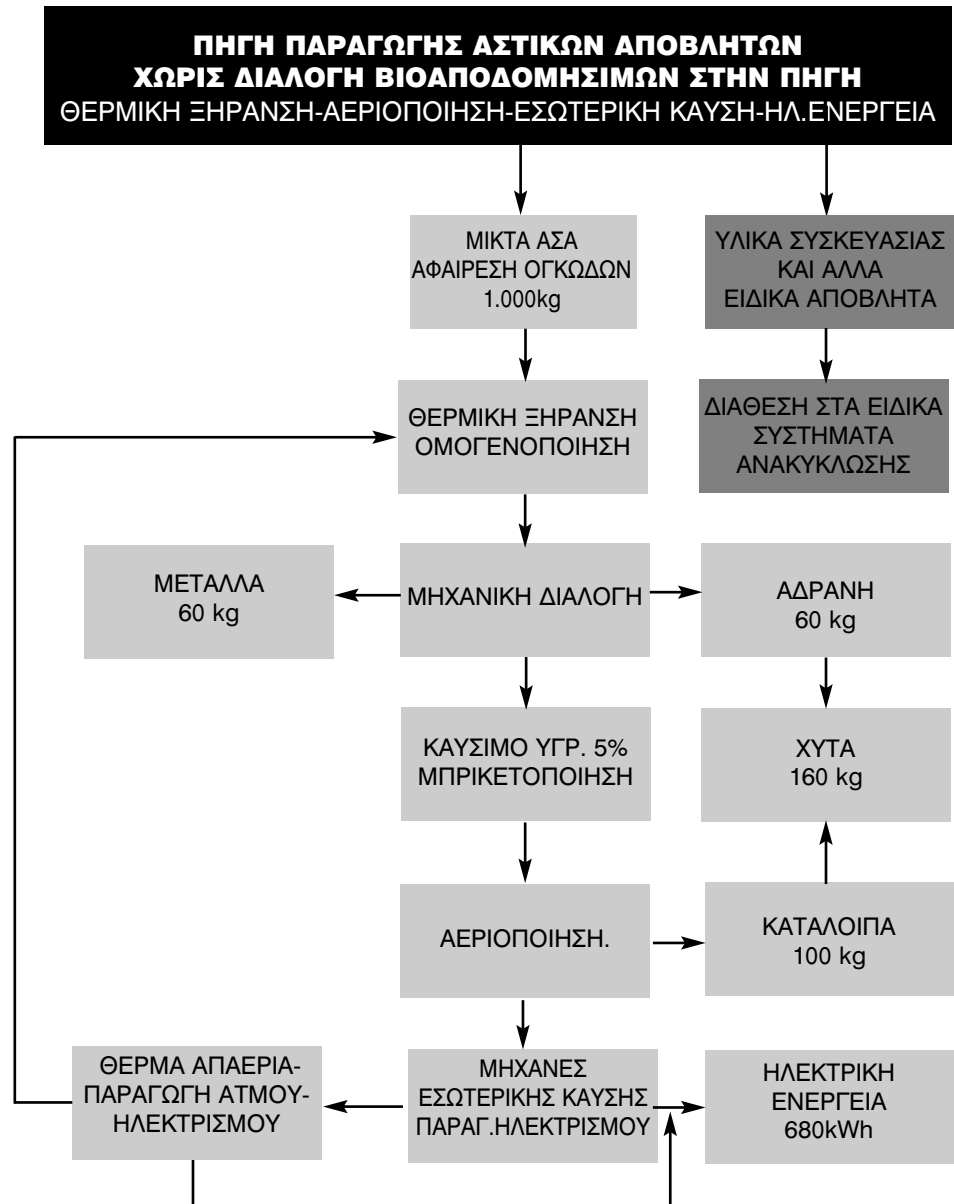 ΠΗΓΗ ΠΑΡΑΓΩΓΗΣ ΑΣΤΙΚΩΝ ΑΠΟΒΛΗΤΩΝ
ΧΩΡΙΣ ΔΙΑΛΟΓΗ ΒΙΟΑΠΟΔΟΜΗΣΙΜΩΝ ΣΤΗΝ ΠΗΓΗ
ΘΕΡΜΙΚΗ ΞΗΡΑΝΣΗ-ΑΕΡΙΟΠΟΙΗΣΗ-ΕΣΩΤΕΡΙΚΗ ΚΑΥΣΗ-ΗΛ.ΕΝΕΡΓΕΙΑ
ΜΙΚΤΑ ΑΣΑ
ΑΦΑΙΡΕΣΗ ΟΓΚΩΔΩΝ
1.000kg
ΥΛΙΚΑ ΣΥΣΚΕΥΑΣΙΑΣ
ΚΑΙ ΑΛΛΑ
ΕΙΔΙΚΑ ΑΠΟΒΛΗΤΑ
ΘΕΡΜΙΚΗ ΞΗΡΑΝΣΗ
ΟΜΟΓΕΝΟΠΟΙΗΣΗ
ΔΙΑΘΕΣΗ ΣΤΑ ΕΙΔΙΚΑ
ΣΥΣΤΗΜΑΤΑ
ΑΝΑΚΥΚΛΩΣΗΣ
ΜΕΤΑΛΛΑ
60 kg
ΜΗΧΑΝΙΚΗ ΔΙΑΛΟΓΗ
ΑΔΡΑΝΗ
60 kg
ΚΑΥΣΙΜΟ ΥΓΡ. 5%
ΜΠΡΙΚΕΤΟΠΟΙΗΣΗ
ΧΥΤΑ
160 kg
ΑΕΡΙΟΠΟΙΗΣΗ.
ΚΑΤΑΛΟΙΠΑ
100 kg
ΘΕΡΜΑ ΑΠΑΕΡΙΑ-
ΠΑΡΑΓΩΓΗ ΑΤΜΟΥ-
ΗΛΕΚΤΡΙΣΜΟΥ
ΜΗΧΑΝΕΣ
ΕΣΩΤΕΡΙΚΗΣ ΚΑΥΣΗΣ
ΠΑΡΑΓ.ΗΛΕΚΤΡΙΣΜΟΥ
ΗΛΕΚΤΡΙΚΗ
ΕΝΕΡΓΕΙΑ
680kWh